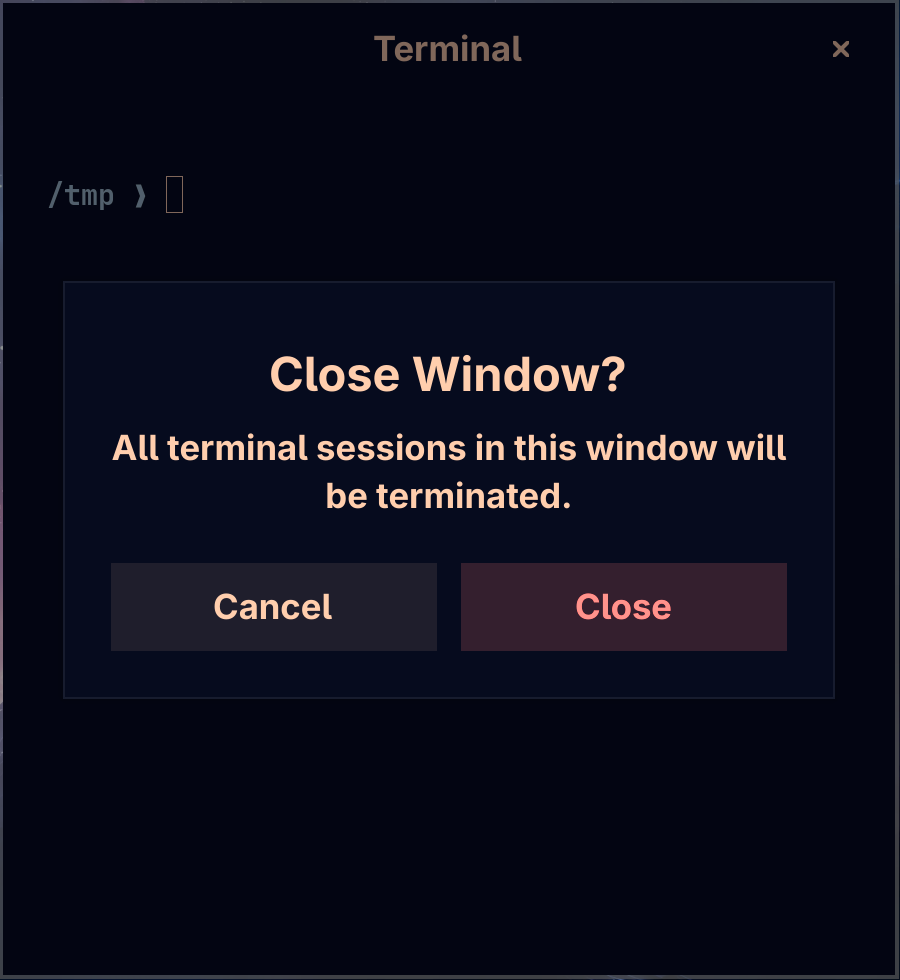 Terminal
/tmp ❫
Close Window?
All terminal sessions in this window will
be terminated.
Cancel
Close